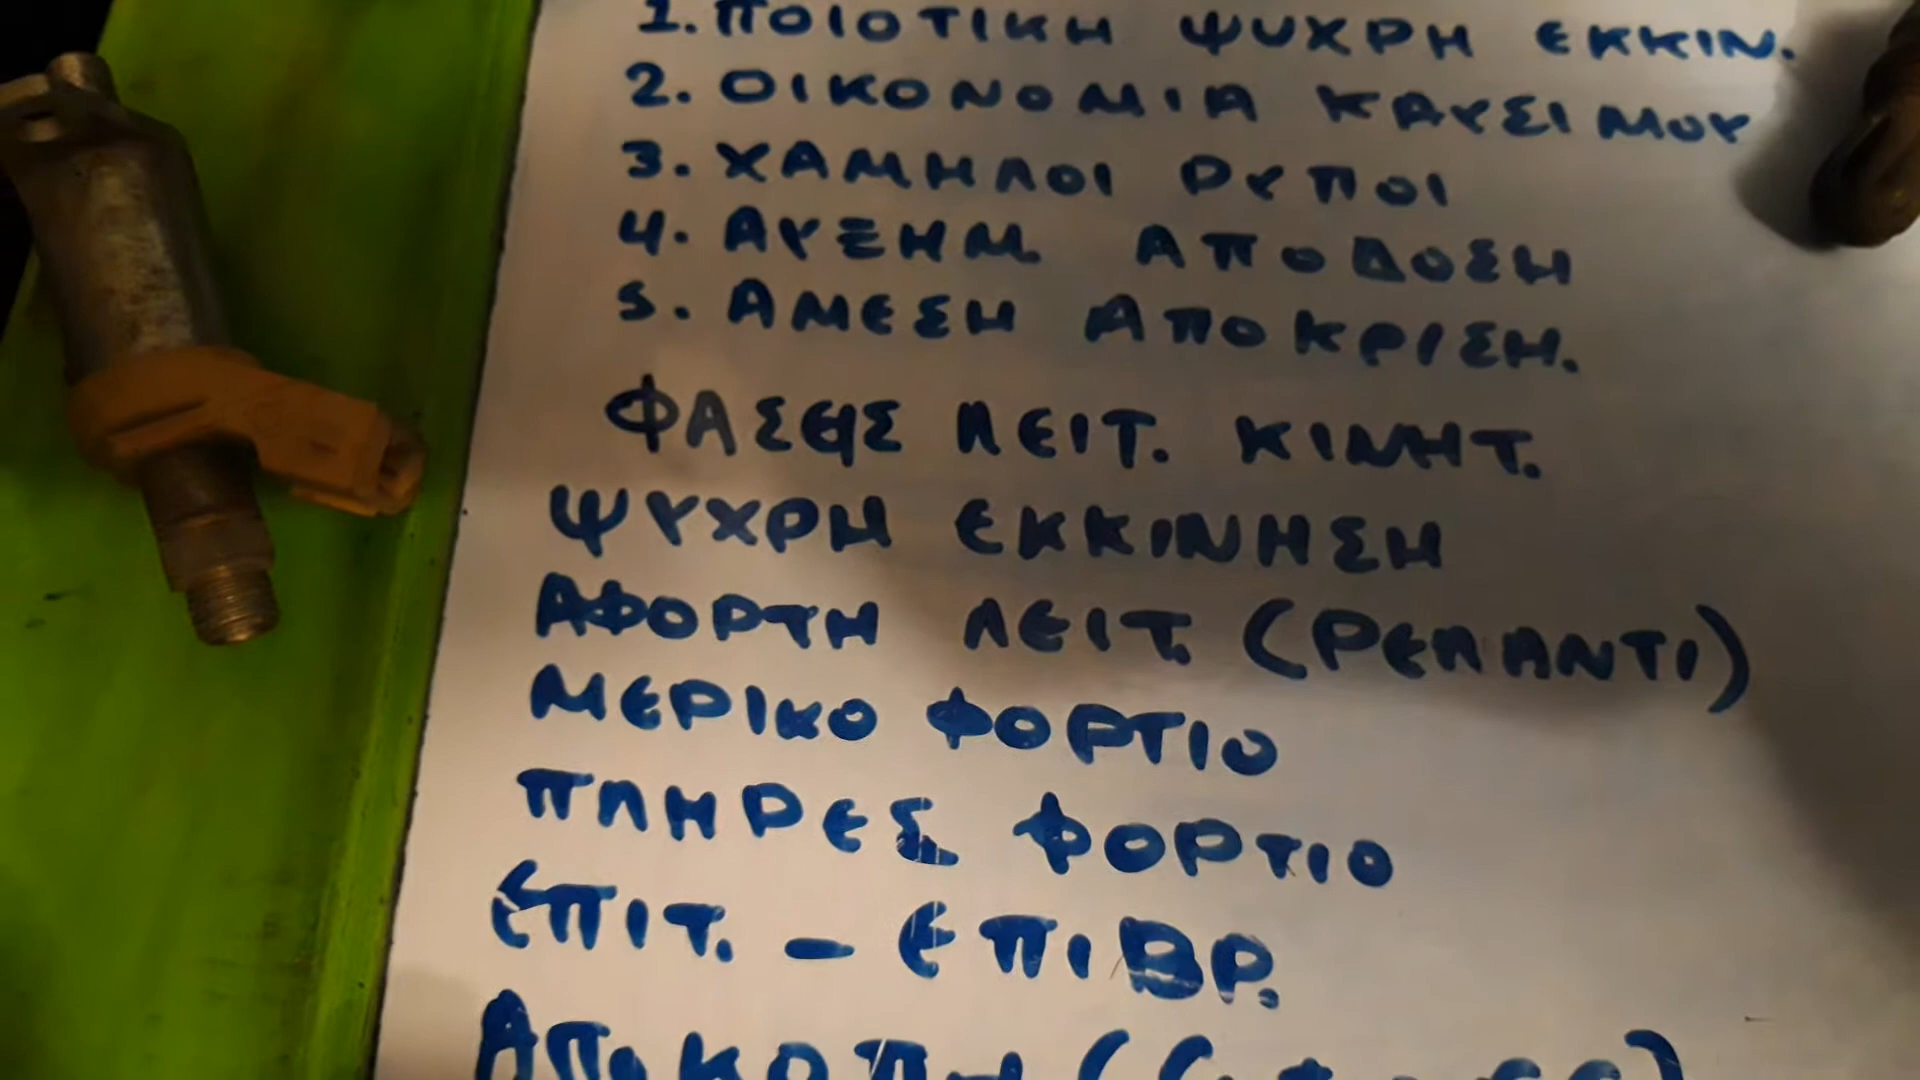 1. ΠΟΙΟΤΙΚΗ ΨΥΧΡΗ ΕΚΚΙΝ.
2. ΟΙΚΟΝΟΜΙΑ ΚΑΥΣΙΜΟΥ
3. ΧΑΜΗΛΟΙ ΡΥΠΟΙ
4. ΑΥΞΗΜ. ΑΠΟΔΟΣΗ
5. ΑΜΕΣΗ ΑΠΟΚΡΙΣΗ.
ΦΑΣΕΙΣ ΛΕΙΤ. ΚΙΝΗΤ.
ΨΥΧΡΗ ΕΚΚΙΝΗΣΗ
ΑΦΟΡΤΗ ΛΕΙΤ. (ΡΕΛΑΝΤΙ)
ΜΕΡΙΚΟ ΦΟΡΤΙΟ
ΠΛΗΡΕΣ ΦΟΡΤΙΟ
ΕΠΙΤ. – ΕΠΙΒΡ.
ΑΠΟΚΟΠΗ